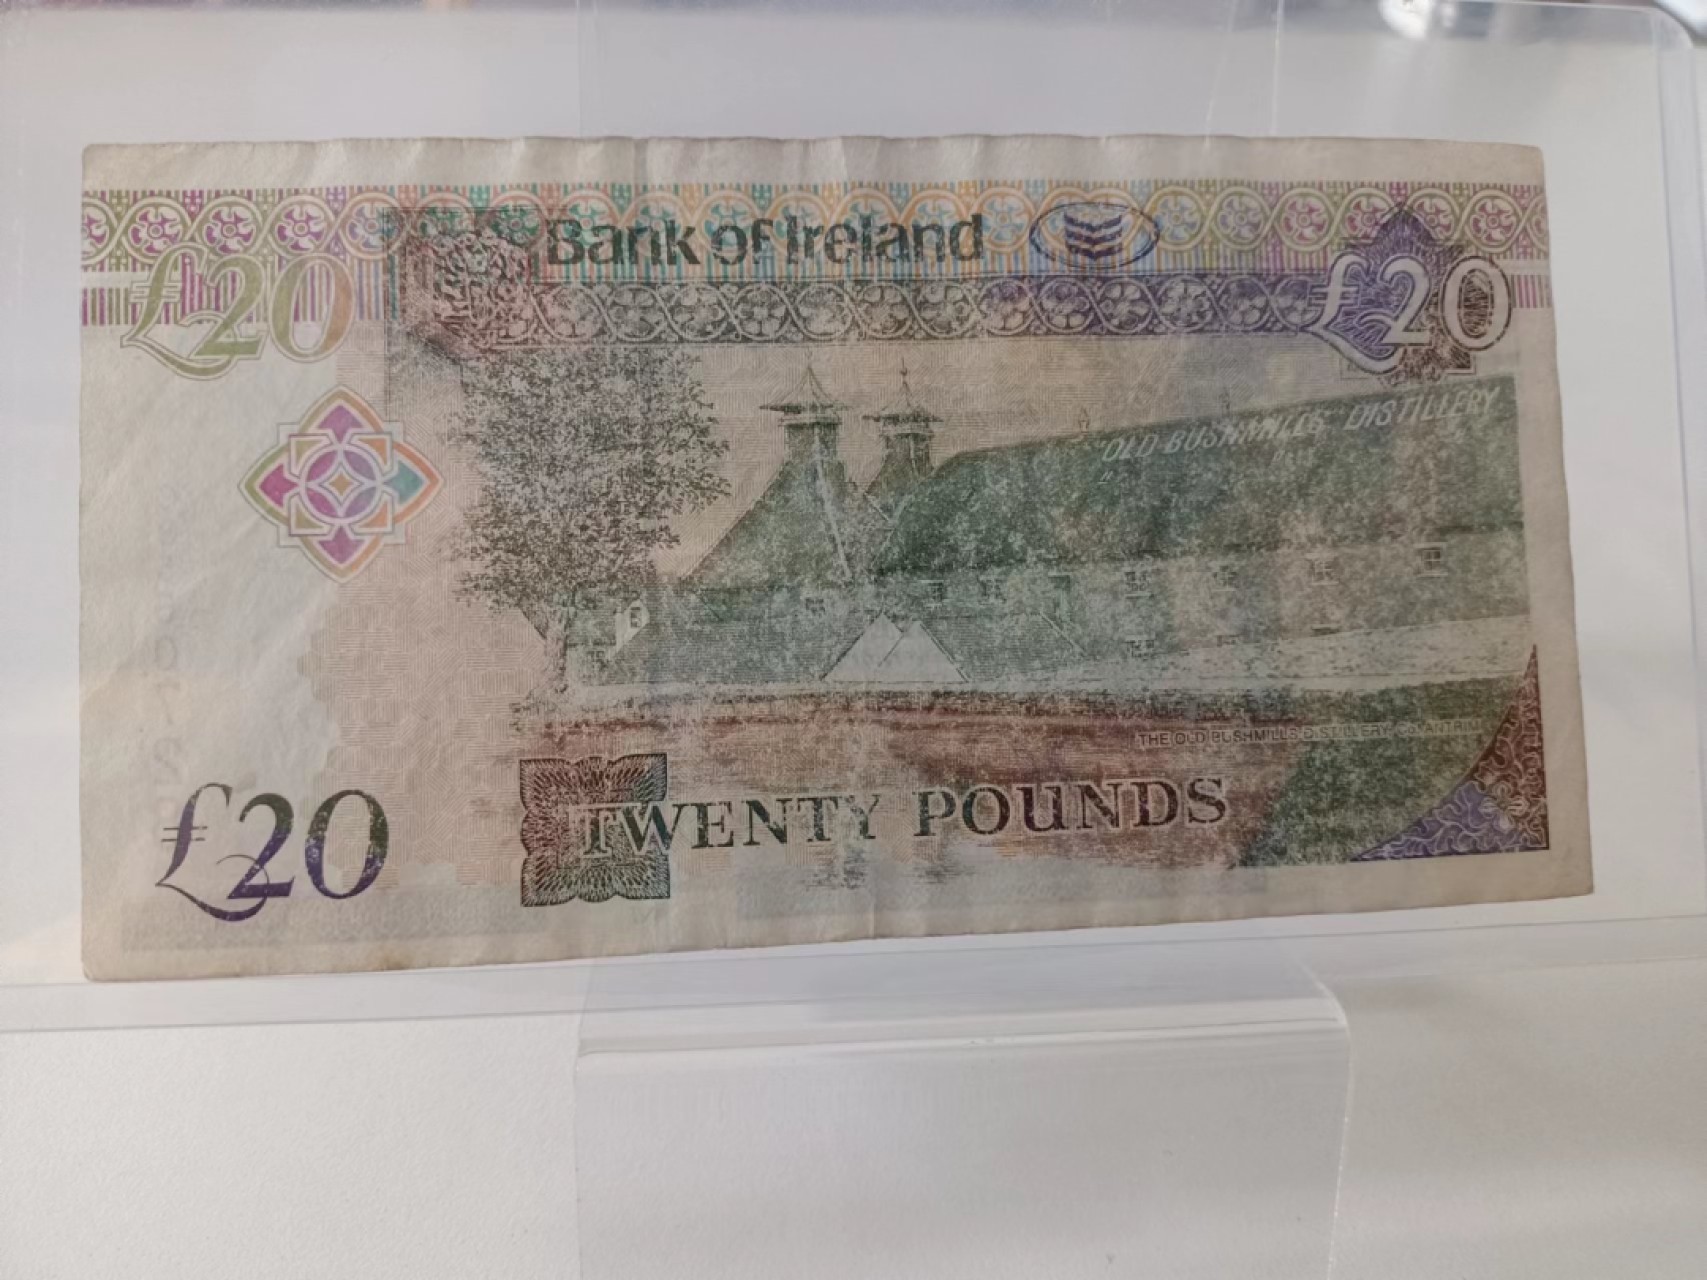 Bank of Ireland
£20
£20
"OLD BUSHMILLS" DISTILLERY
THE OLD BUSHMILLS DISTILLERY, Co. ANTRIM
TWENTY POUNDS
£20